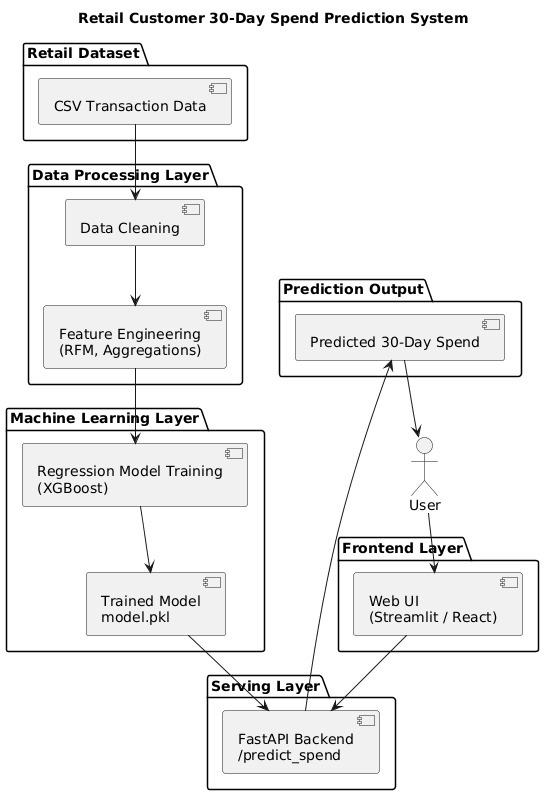 Retail Customer 30-Day Spend Prediction System
Retail Dataset
CSV Transaction Data
Data Processing Layer
Data Cleaning
Feature Engineering
(RFM, Aggregations)
Prediction Output
Predicted 30-Day Spend
Machine Learning Layer
Regression Model Training
(XGBoost)
Trained Model
model.pkl
User
Frontend Layer
Web UI
(Streamlit / React)
Serving Layer
FastAPI Backend
/predict_spend